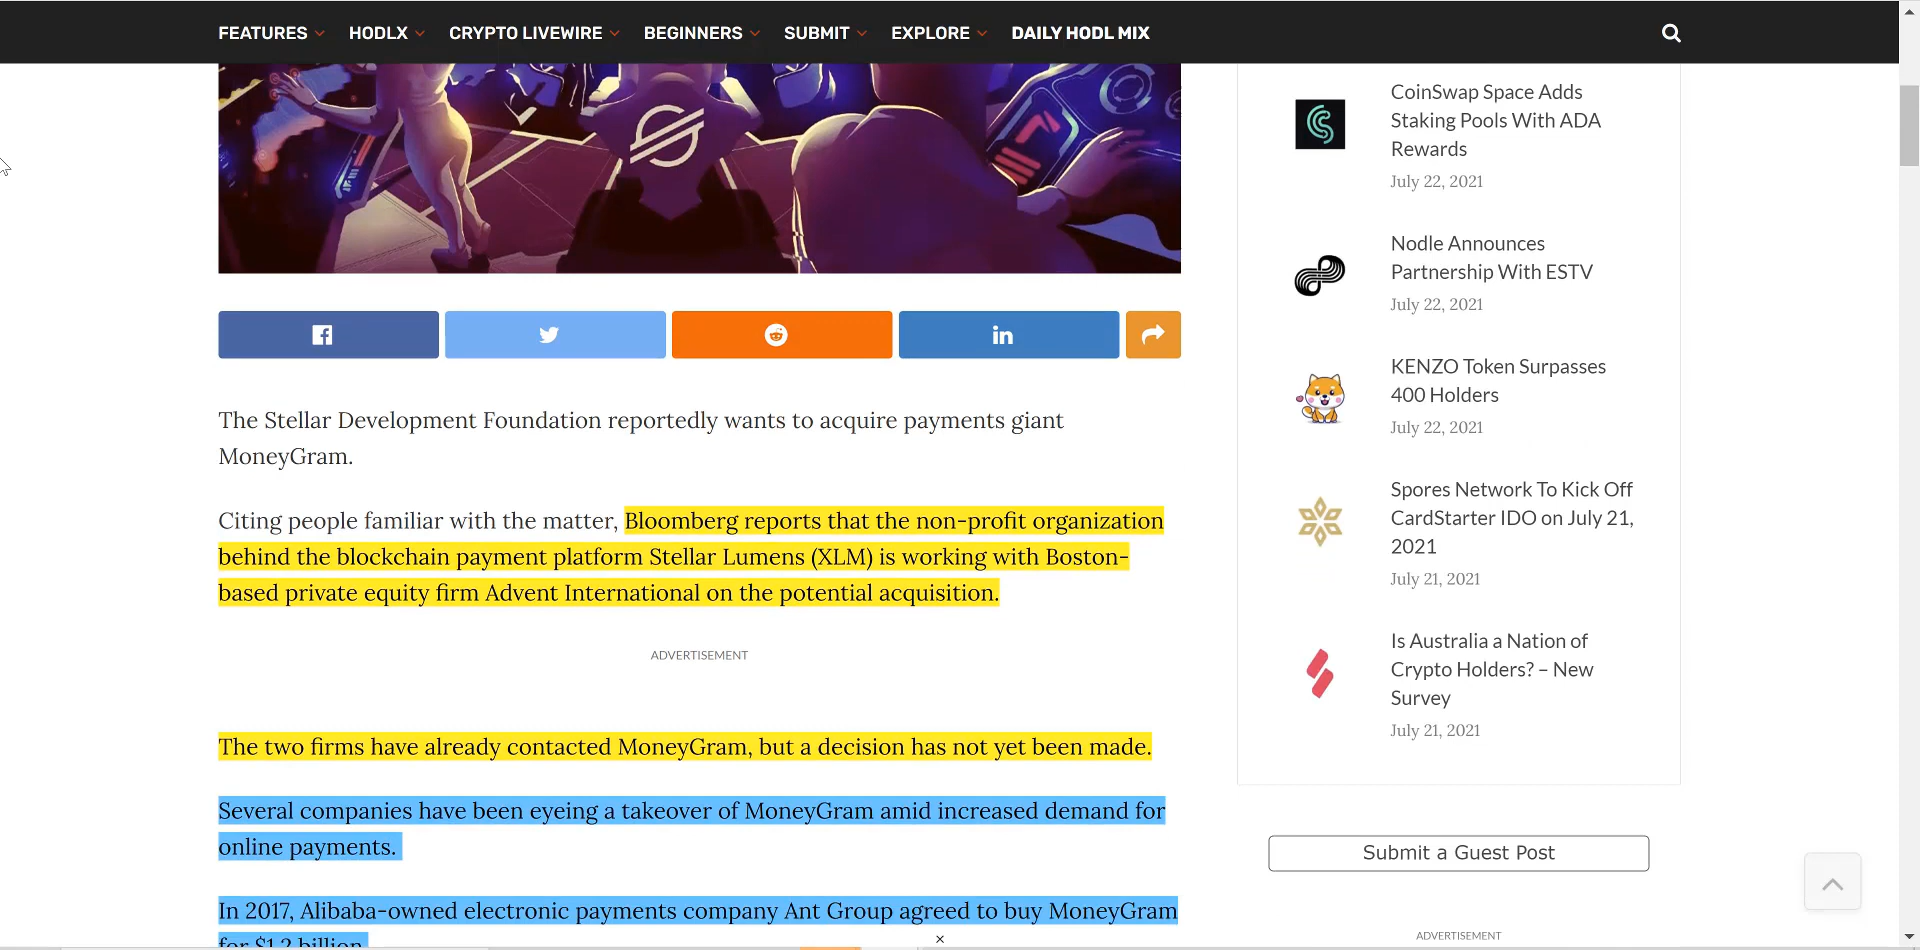 FEATURES HODLX CRYPTO LIVEWIRE BEGINNERS SUBMIT EXPLORE DAILY HODL MIX
The Stellar Development Foundation reportedly wants to acquire payments giant
MoneyGram.
Citing people familiar with the matter, Bloomberg reports that the non-profit organization
behind the blockchain payment platform Stellar Lumens (XLM) is working with Boston-
based private equity firm Advent International on the potential acquisition.
ADVERTISEMENT
The two firms have already contacted MoneyGram, but a decision has not yet been made.
Several companies have been eyeing a takeover of MoneyGram amid increased demand for
online payments.
In 2017, Alibaba-owned electronic payments company Ant Group agreed to buy MoneyGram
for $1.2 billion.
CoinSwap Space Adds
Staking Pools With ADA
Rewards
July 22, 2021
Nodle Announces
Partnership With ESTV
July 22, 2021
KENZO Token Surpasses
400 Holders
July 22, 2021
Spores Network To Kick Off
CardStarter IDO on July 21,
2021
July 21, 2021
Is Australia a Nation of
Crypto Holders? – New
Survey
July 21, 2021
Submit a Guest Post
ADVERTISEMENT